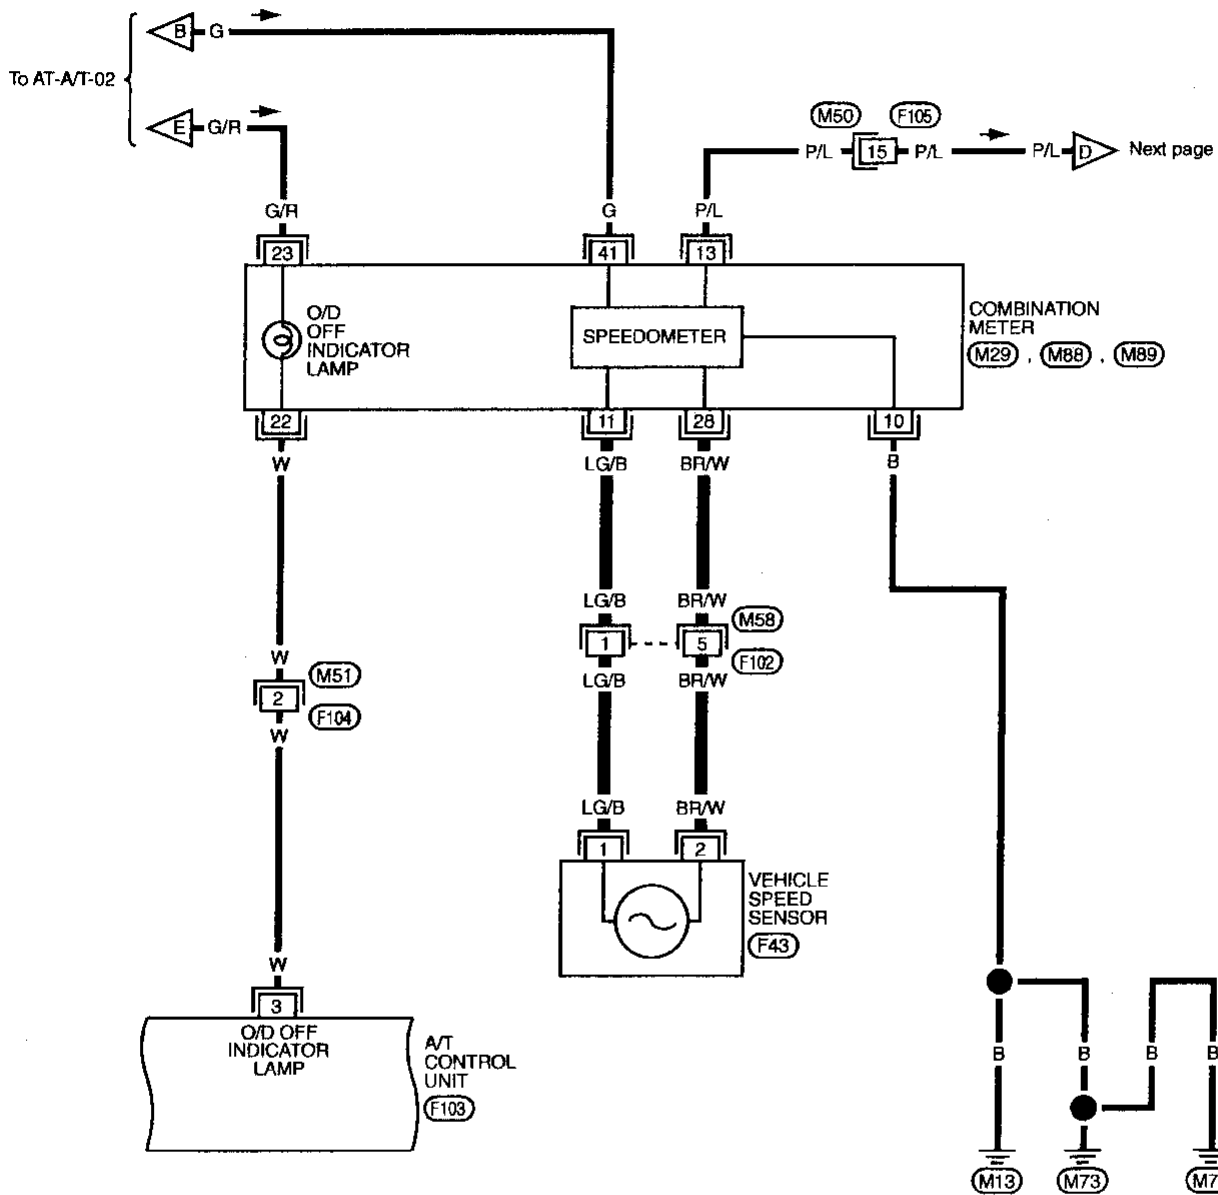 B G
To AT-A/T-02
E G/R
M50 F105
P/L 15 P/L P/L D Next page
G/R G P/L
23 41 13
O/D
OFF
INDICATOR
LAMP
SPEEDOMETER
COMBINATION
METER
M29 , M88 , M89
22 11 28 10
W LG/B BR/W B
LG/B BR/W
M58
1 5
F102
LG/B BR/W
W
M51
2
F104
W
LG/B BR/W
1 2
VEHICLE
SPEED
SENSOR
F43
W
3
O/D OFF
INDICATOR
LAMP
A/T
CONTROL
UNIT
F103
B B B B
M13 M73